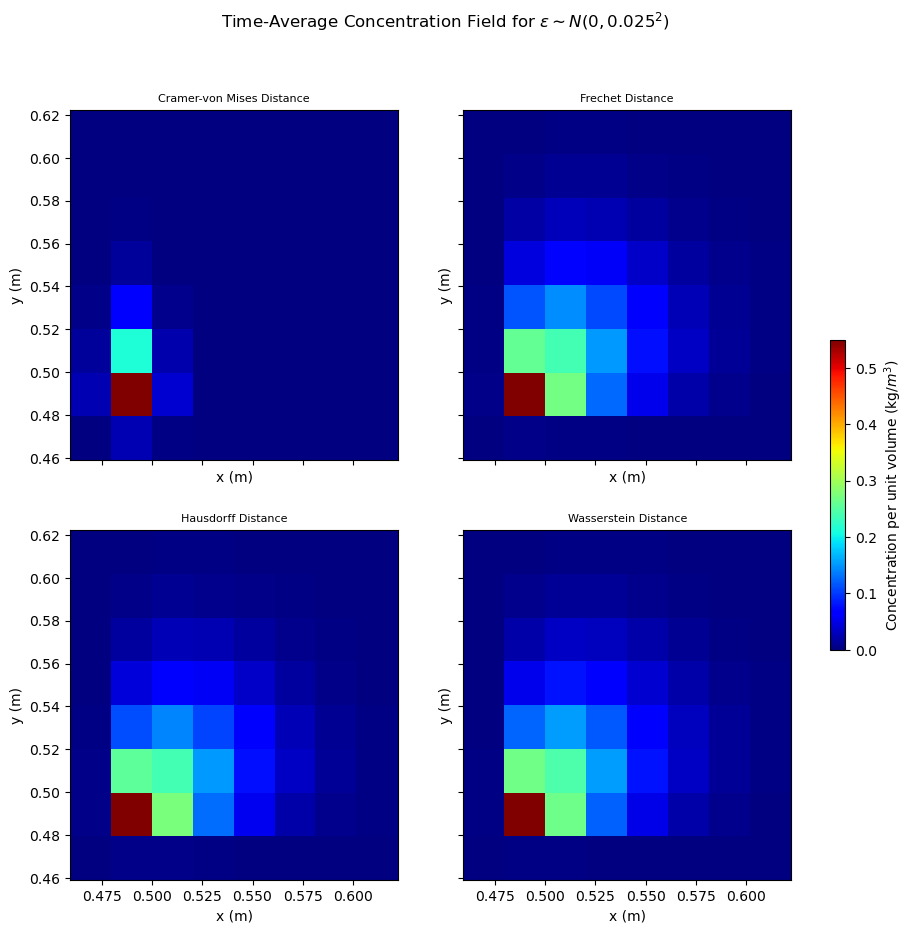 Time-Average Concentration Field for ε ~ N(0, 0.025²)
Cramer-von Mises Distance
Frechet Distance
0.62
0.60
0.58
0.56
0.54
0.52
0.50
0.48
0.46
y (m)
y (m)
x (m)
x (m)
Hausdorff Distance
Wasserstein Distance
0.62
0.60
0.58
0.56
0.54
0.52
0.50
0.48
0.46
y (m)
y (m)
0.475 0.500 0.525 0.550 0.575 0.600
0.475 0.500 0.525 0.550 0.575 0.600
x (m)
x (m)
0.5
0.4
0.3
0.2
0.1
0.0
Concentration per unit volume (kg/m³)